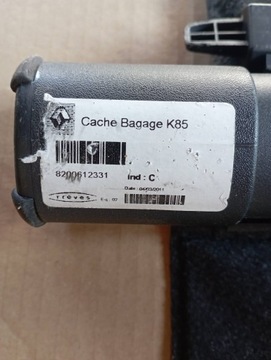 Cache Bagage K85
8200612331
ind : C
TREVES